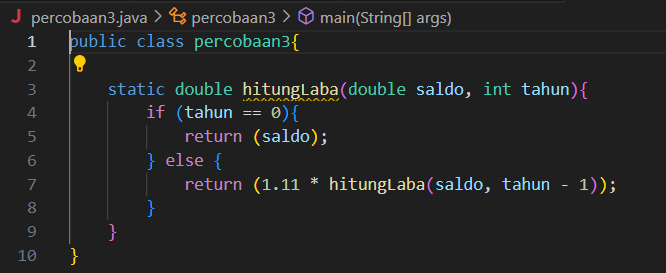 J percobaan3.java > percobaan3 > main(String[] args)
1 public class percobaan3{
2
3 static double hitungLaba(double saldo, int tahun){
4 if (tahun == 0){
5 return (saldo);
6 } else {
7 return (1.11 * hitungLaba(saldo, tahun - 1));
8 }
9 }
10 }